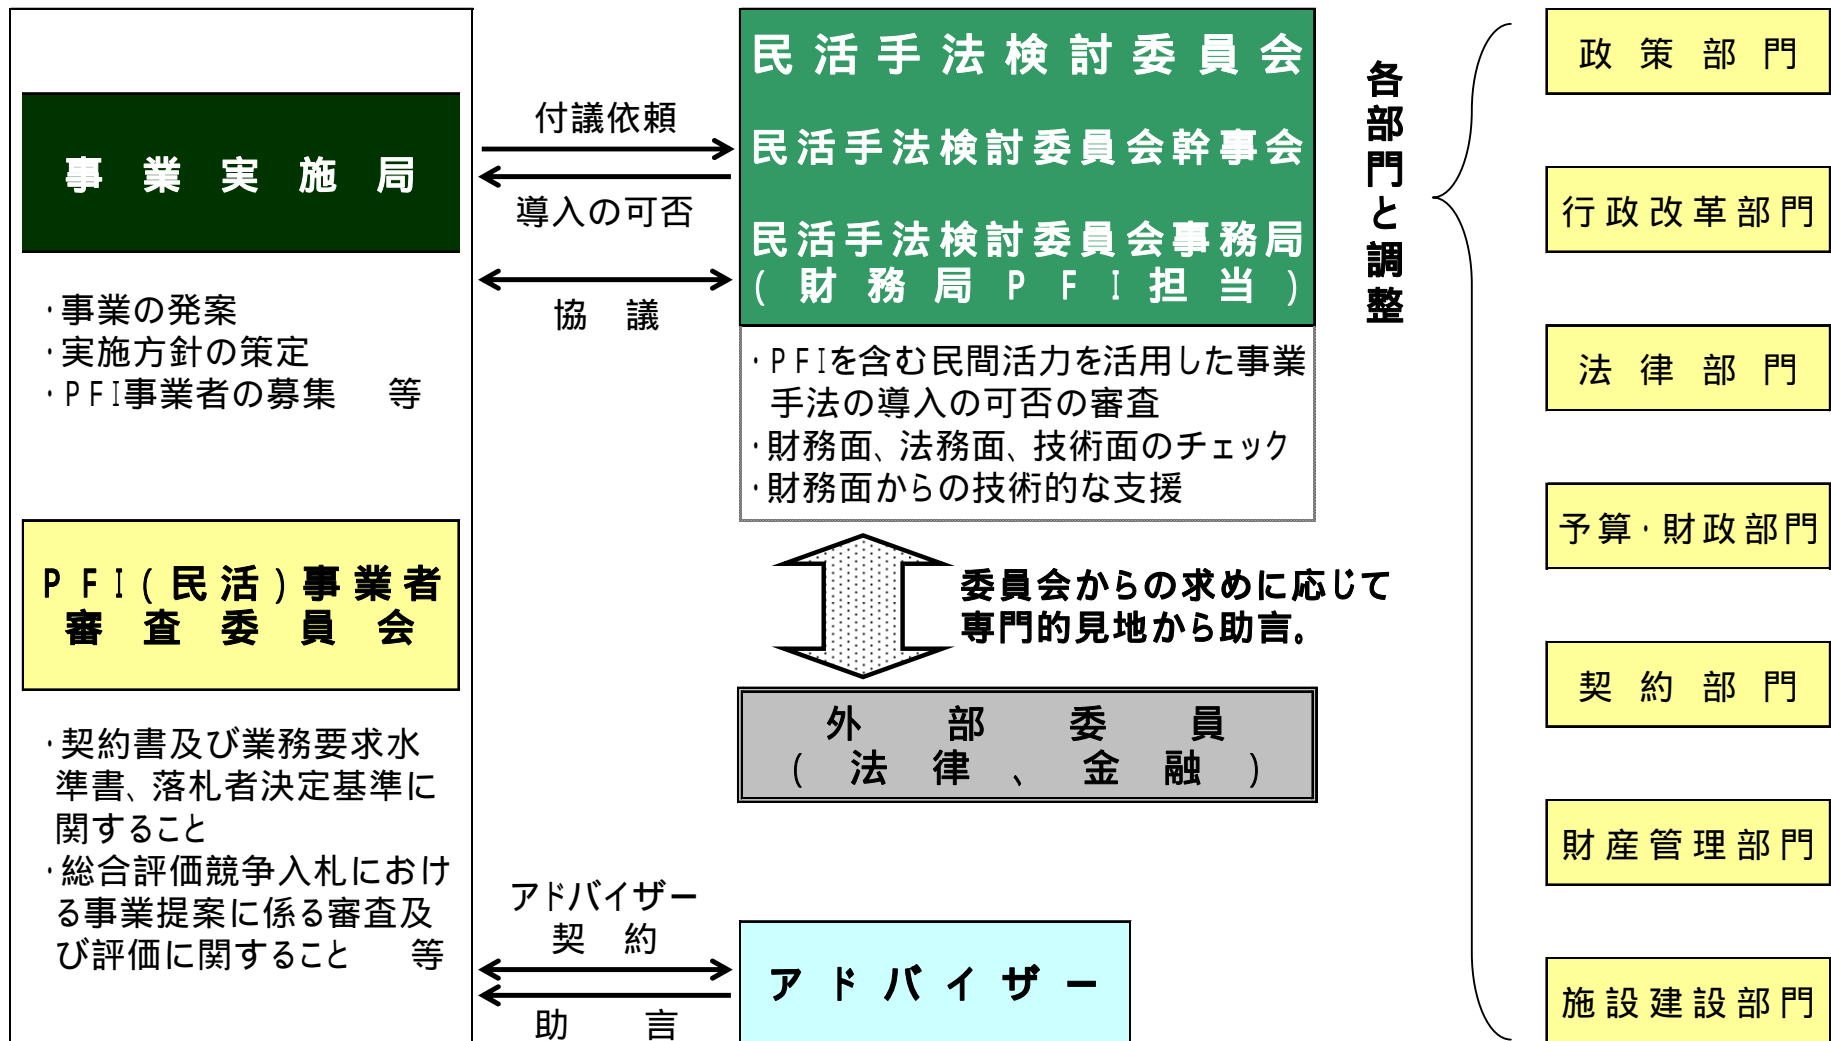 事業実施局
・事業の発案
・実施方針の策定
・PFI事業者の募集 等
PFI(民活)事業者
審査委員会
・契約書及び業務要求水
準書、落札者決定基準に
関すること
・総合評価競争入札におけ
る事業提案に係る審査及
び評価に関すること 等
付議依頼
導入の可否
協議
アドバイザー
契約
助言
民活手法検討委員会
民活手法検討委員会幹事会
民活手法検討委員会事務局
(財務局PFI担当)
・PFIを含む民間活力を活用した事業
手法の導入の可否の審査
・財務面、法務面、技術面のチェック
・財務面からの技術的な支援
委員会からの求めに応じて
専門的見地から助言。
外部委員
(法律、金融)
アドバイザー
各部門と調整
政策部門
行政改革部門
法律部門
予算・財政部門
契約部門
財産管理部門
施設建設部門